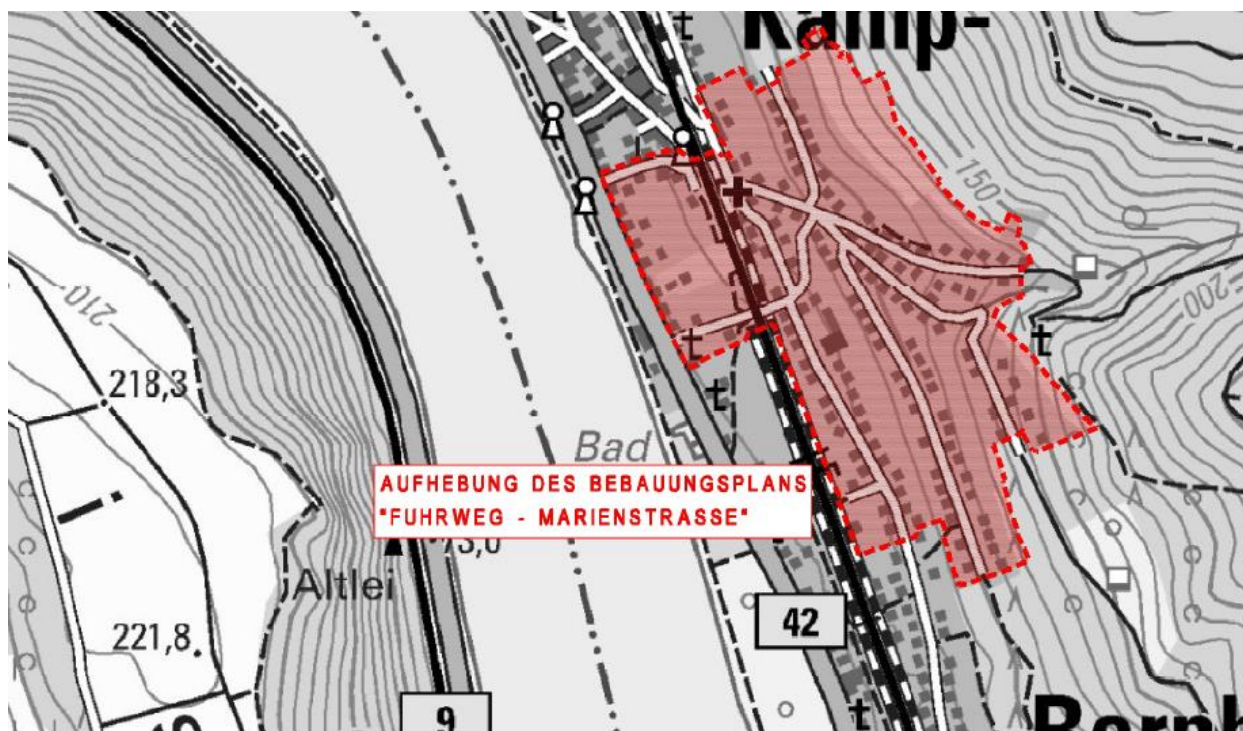 Kamp-
150
200
210
218,3
Bad
AUFHEBUNG DES BEBAUUNGSPLANS
"FUHRWEG - MARIENSTRASSE"
Altlei
221,8
42
9